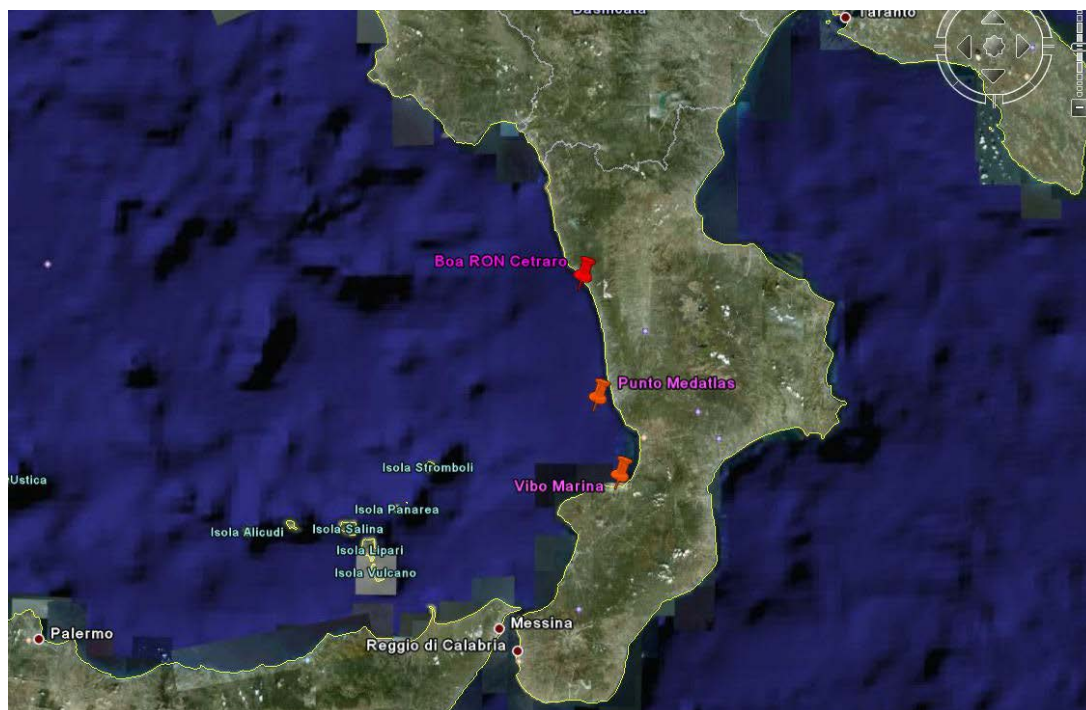 Basilicata
Taranto
Boa RON Cetraro
Punto Medatlas
Isola Stromboli
Vibo Marina
Ustica
Isola Panarea
Isola Alicudi
Isola Salina
Isola Lipari
Isola Vulcano
Messina
Palermo
Reggio di Calabria